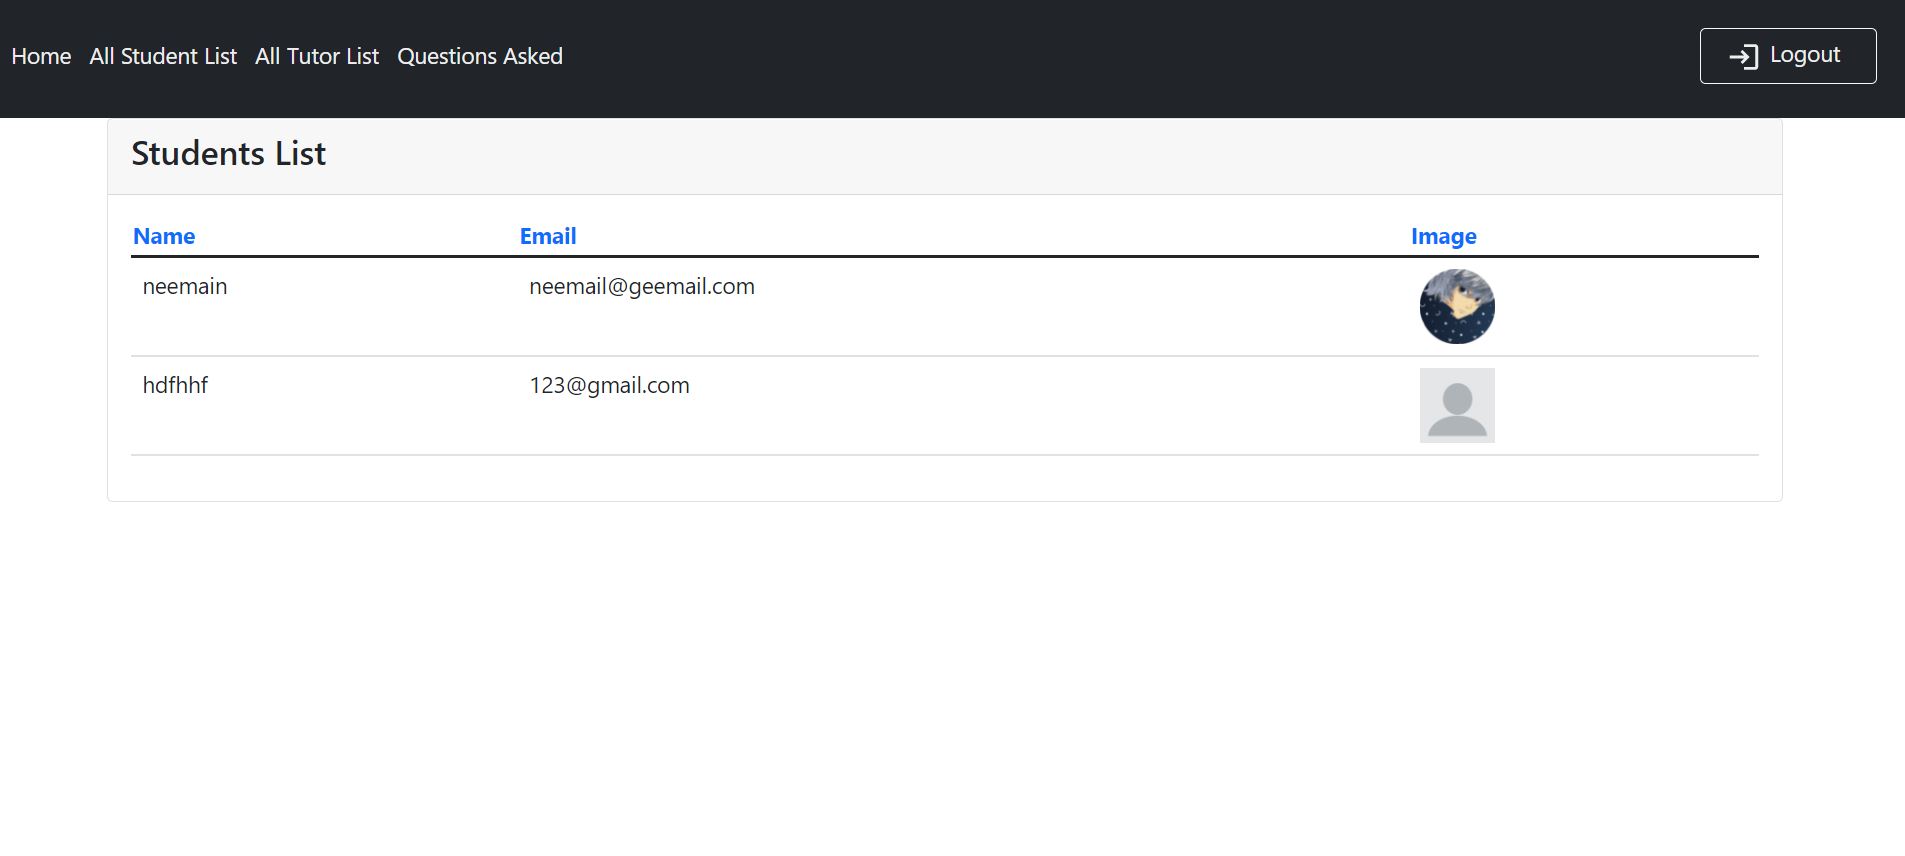 Home All Student List All Tutor List Questions Asked Logout
Students List
Name Email Image
neemain neemail@geemail.com
hdfhhf 123@gmail.com